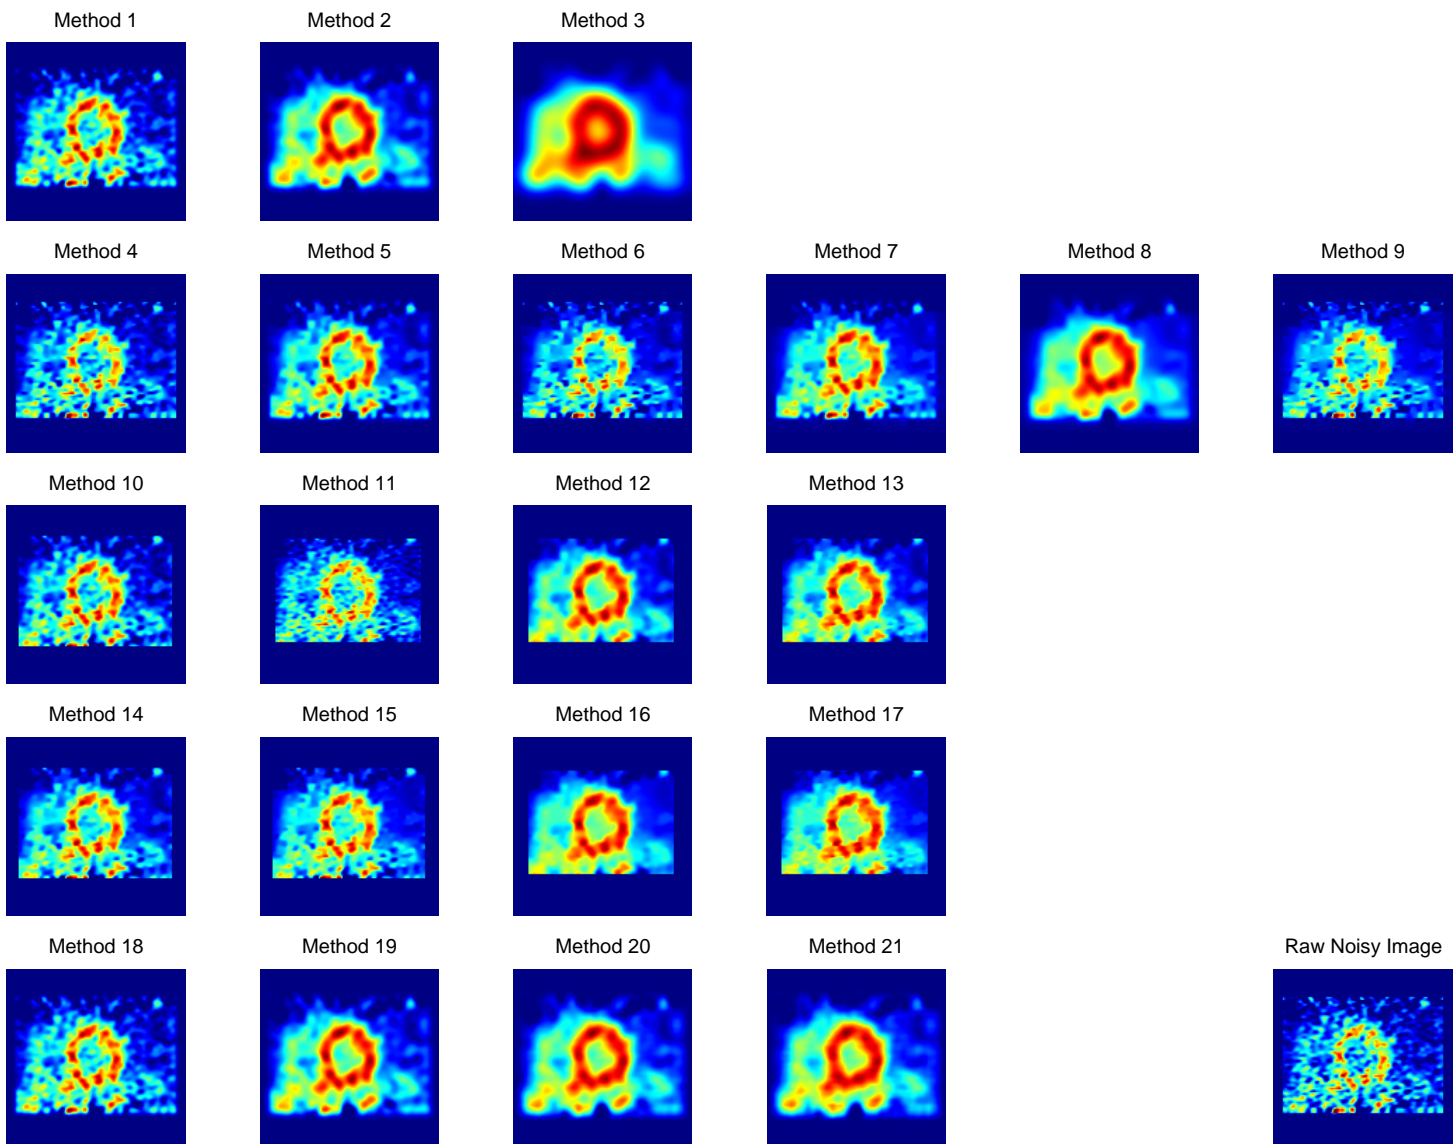 Method 1 Method 2 Method 3
Method 4 Method 5 Method 6 Method 7 Method 8 Method 9
Method 10 Method 11 Method 12 Method 13
Method 14 Method 15 Method 16 Method 17
Method 18 Method 19 Method 20 Method 21 Raw Noisy Image